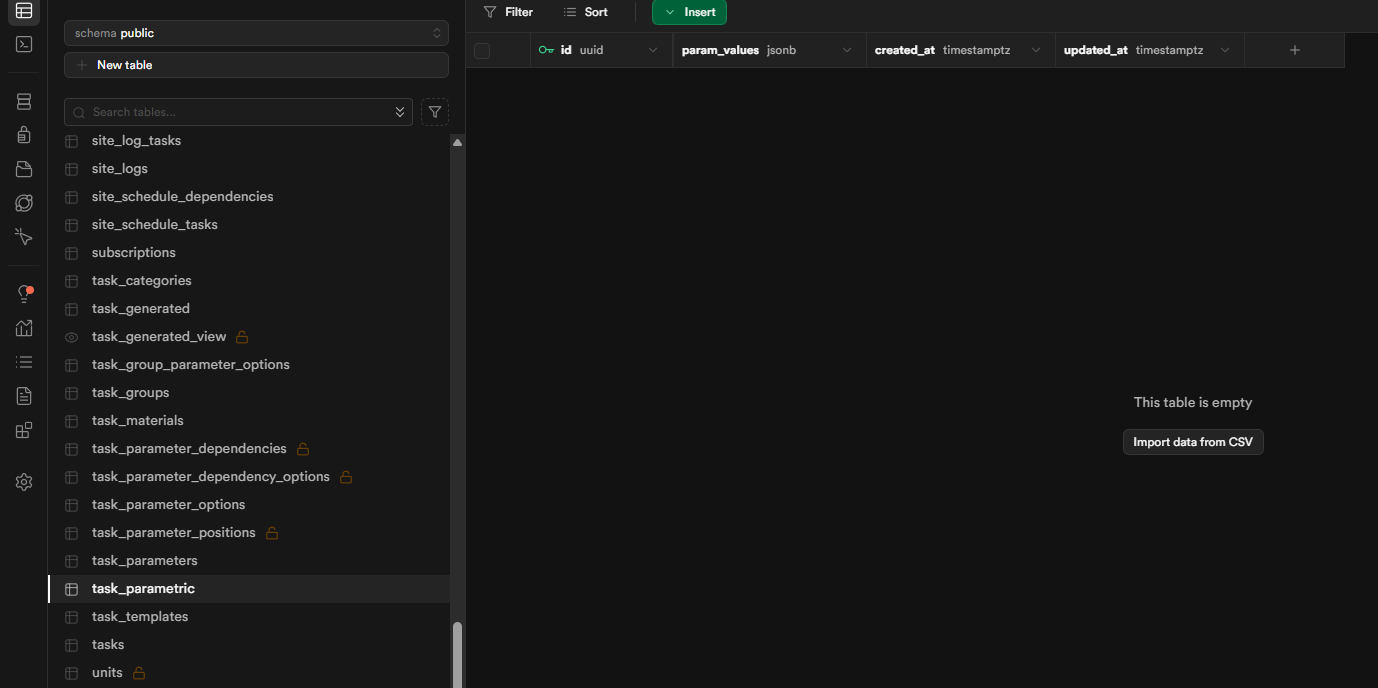 schema public
New table
Search tables...
site_log_tasks
site_logs
site_schedule_dependencies
site_schedule_tasks
subscriptions
task_categories
task_generated
task_generated_view
task_group_parameter_options
task_groups
task_materials
task_parameter_dependencies
task_parameter_dependency_options
task_parameter_options
task_parameter_positions
task_parameters
task_parametric
task_templates
tasks
units
Filter Sort Insert
id uuid param_values jsonb created_at timestamptz updated_at timestamptz
This table is empty
Import data from CSV